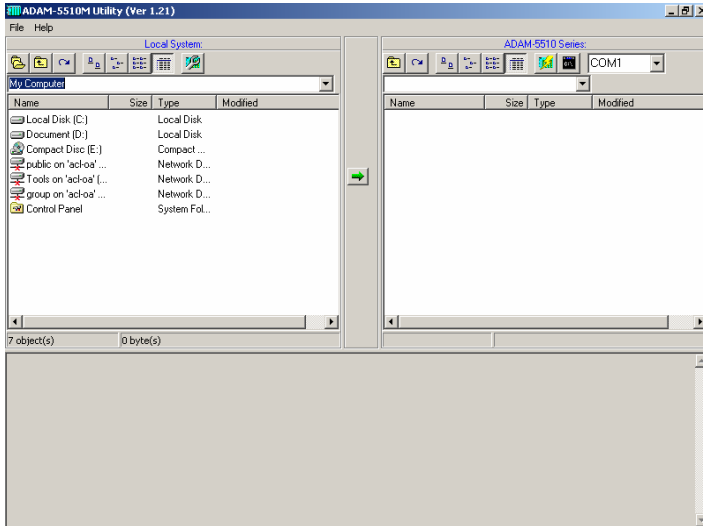 ADAM-5510M Utility (Ver 1.21)
File Help
Local System:
ADAM-5510 Series:
COM1
My Computer
Name Size Type Modified
Name Size Type Modified
Local Disk (C:) Local Disk
Document (D:) Local Disk
Compact Disc (E:) Compact ...
public on 'acl-oa' ... Network D...
Tools on 'acl-oa' (... Network D...
group on 'acl-oa' ... Network D...
Control Panel System Fol...
7 object(s) 0 byte(s)